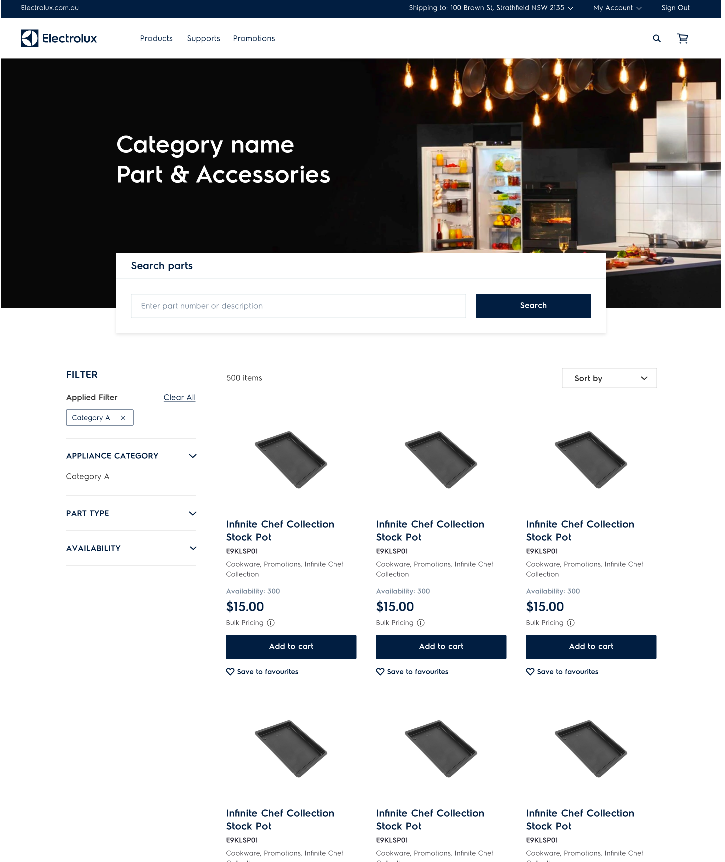 Electrolux.com.au
Shipping to: 100 Brown St, Strathfield NSW 2135
My Account
Sign Out
Electrolux
Products
Supports
Promotions
Category name
Part & Accessories
Search parts
Enter part number or description
Search
FILTER
Applied Filter
Clear All
Category A
APPLIANCE CATEGORY
Category A
PART TYPE
AVAILABILITY
500 items
Sort by
Infinite Chef Collection
Stock Pot
E9KLSP01
Cookware, Promotions, Infinite Chef
Collection
Availability: 300
$15.00
Bulk Pricing
Add to cart
Save to favourites
Infinite Chef Collection
Stock Pot
E9KLSP01
Cookware, Promotions, Infinite Chef
Collection
Availability: 300
$15.00
Bulk Pricing
Add to cart
Save to favourites
Infinite Chef Collection
Stock Pot
E9KLSP01
Cookware, Promotions, Infinite Chef
Collection
Availability: 300
$15.00
Bulk Pricing
Add to cart
Save to favourites
Infinite Chef Collection
Stock Pot
E9KLSP01
Cookware, Promotions, Infinite Chef
Infinite Chef Collection
Stock Pot
E9KLSP01
Cookware, Promotions, Infinite Chef
Infinite Chef Collection
Stock Pot
E9KLSP01
Cookware, Promotions, Infinite Chef